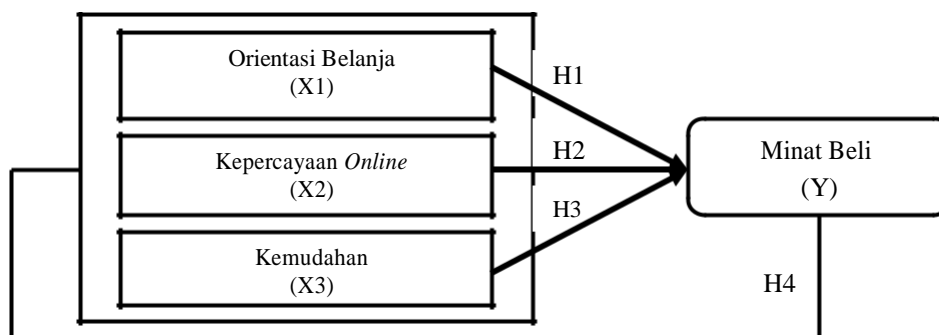 Orientasi Belanja
(X1)
H1
Kepercayaan Online
(X2)
H2
Minat Beli
(Y)
H3
Kemudahan
(X3)
H4